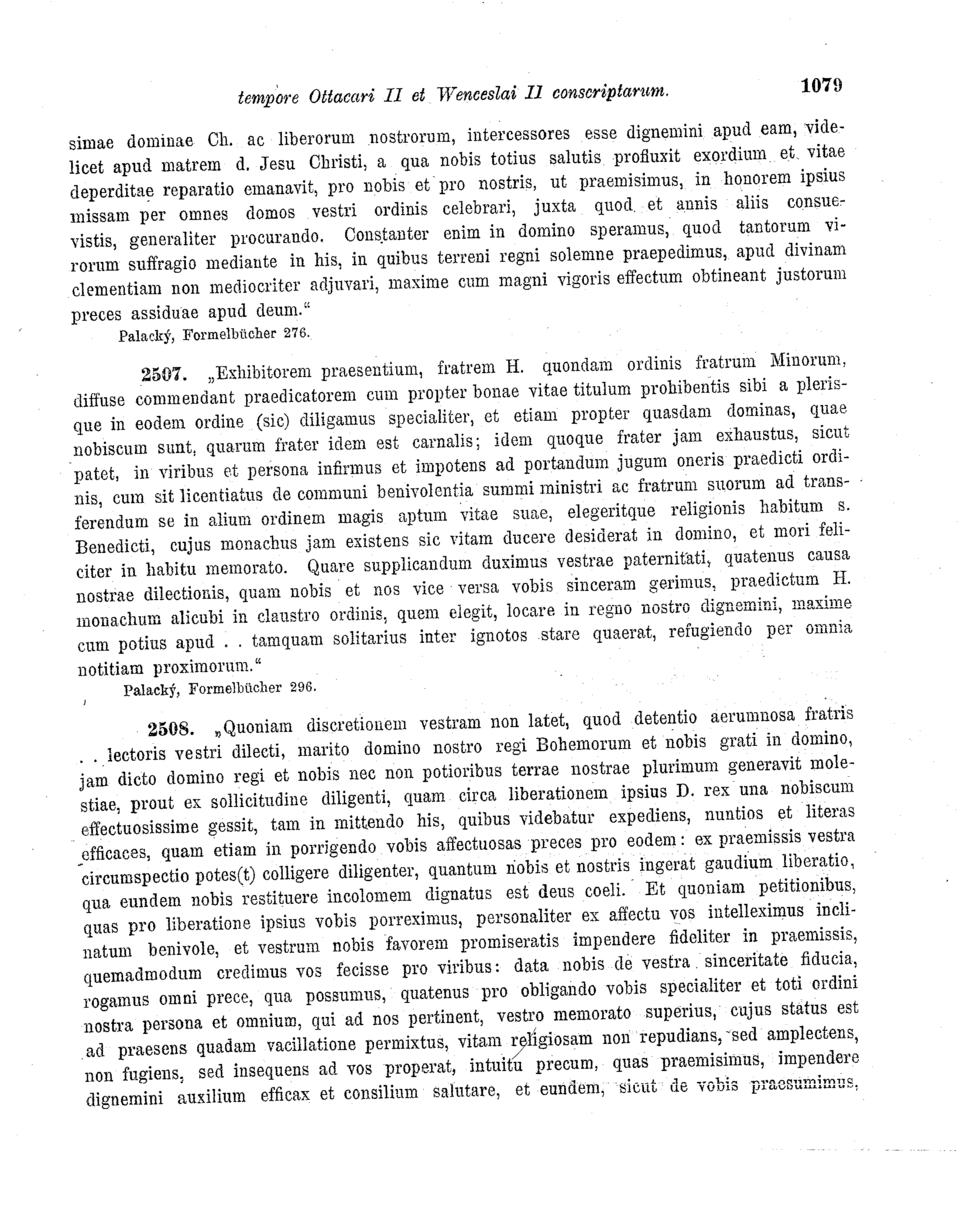 tempore Ottacari II et Wenceslai II conscriptarum.
1079
simae dominae Ch. ac liberorum nostrorum, intercessores esse dignemini apud eam, vide-
licet apud matrem d. Jesu Christi, a qua nobis totius salutis profluxit exordium et vitae
deperditae reparatio emanavit, pro nobis et pro nostris, ut praemisimus, in honorem ipsius
missam per omnes domos vestri ordinis celebrari, juxta quod et annis aliis consue-
vistis, generaliter procurando. Constanter enim in domino speramus, quod tantorum vi-
rorum suffragio mediante in his, in quibus terreni regni solemne praepedimus, apud divinam
clementiam non mediocriter adjuvari, maxime cum magni vigoris effectum obtineant justorum
preces assiduae apud deum.“
Palacký, Formelbücher 276.
2507. „Exhibitorem praesentium, fratrem H. quondam ordinis fratrum Minorum,
diffuse commendant praedicatorem cum propter bonae vitae titulum prohibentis sibi a pleris-
que in eodem ordine (sic) diligamus specialiter, et etiam propter quasdam dominas, quae
nobiscum sunt, quarum frater idem est carnalis; idem quoque frater jam exhaustus, sicut
patet, in viribus et persona infirmus et impotens ad portandum jugum oneris praedicti ordi-
nis, cum sit licentiatus de communi benivolentia summi ministri ac fratrum suorum ad trans-
ferendum se in alium ordinem magis aptum vitae suae, elegeritque religionis habitum s.
Benedicti, cujus monachus jam existens sic vitam ducere desiderat in domino, et mori feli-
citer in habitu memorato. Quare supplicandum duximus vestrae paternitati, quatenus causa
nostrae dilectionis, quam nobis et nos vice versa vobis sinceram gerimus, praedictum H.
monachum alicubi in claustro ordinis, quem elegit, locare in regno nostro dignemini, maxime
cum potius apud . . tamquam solitarius inter ignotos stare quaerat, refugiendo per omnia
notitiam proximorum.“
Palacký, Formelbücher 296.
2508. „Quoniam discretionem vestram non latet, quod detentio aerumnosa fratris
. . lectoris vestri dilecti, marito domino nostro regi Bohemorum et nobis grati in domino,
jam dicto domino regi et nobis nec non potioribus terrae nostrae plurimum generavit mole-
stiae, prout ex sollicitudine diligenti, quam circa liberationem ipsius D. rex una nobiscum
effectuosissime gessit, tam in mittendo his, quibus videbatur expediens, nuntios et literas
efficaces, quam etiam in porrigendo vobis affectuosas preces pro eodem: ex praemissis vestra
circumspectio potes(t) colligere diligenter, quantum nobis et nostris ingerat gaudium liberatio,
qua eundem nobis restituere incolomem dignatus est deus coeli. Et quoniam petitionibus,
quas pro liberatione ipsius vobis porreximus, personaliter ex affectu vos intelleximus incli-
natum benivole, et vestrum nobis favorem promiseratis impendere fideliter in praemissis,
quemadmodum credimus vos fecisse pro viribus: data nobis de vestra sinceritate fiducia,
rogamus omni prece, qua possumus, quatenus pro obligando vobis specialiter et toti ordini
nostra persona et omnium, qui ad nos pertinent, vestro memorato superius, cujus status est
ad praesens quadam vacillatione permixtus, vitam religiosam non repudians, sed amplectens,
non fugiens, sed insequens ad vos properat, intuitu precum, quas praemisimus, impendere
dignemini auxilium efficax et consilium salutare, et eundem, sicut de vobis praesumimus,